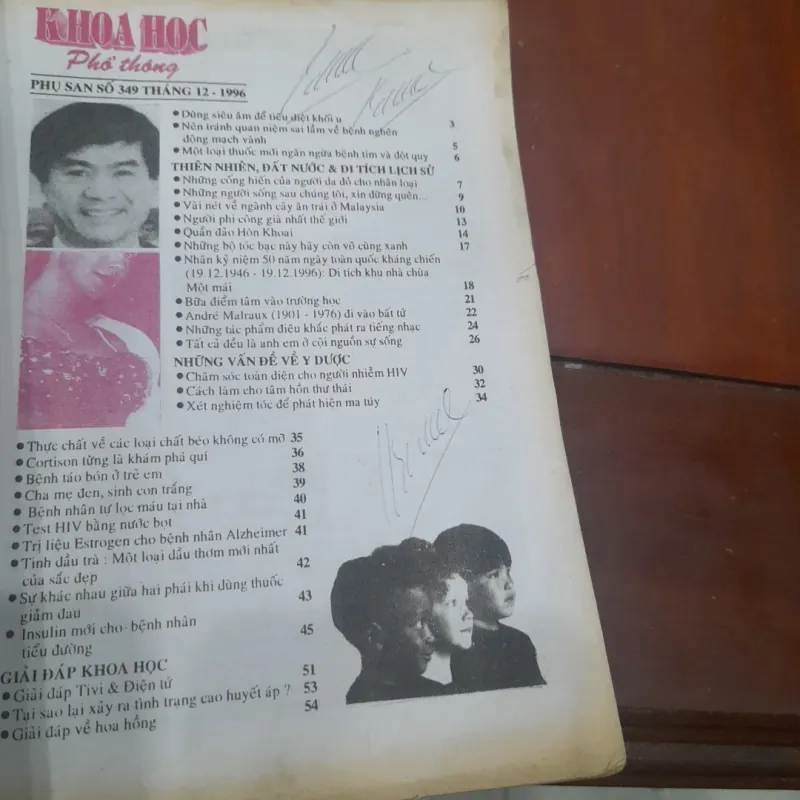 KHOA HỌC
Phổ thông
PHỤ SAN SỐ 349 THÁNG 12 - 1996
● Dùng siêu âm để tiêu diệt khối u 3
● Nên tránh quan niệm sai lầm về bệnh nghẽn
động mạch vành 5
● Một loại thuốc mới ngăn ngừa bệnh tim và đột quỵ 6
THIÊN NHIÊN, ĐẤT NƯỚC & DI TÍCH LỊCH SỬ
● Những cống hiến của người da đỏ cho nhân loại 7
● Những người sống sau chúng tôi, xin đừng quên... 9
● Vài nét về ngành cây ăn trái ở Malaysia 10
● Người phi công già nhất thế giới 13
● Quần đảo Hòn Khoai 14
● Những bộ tóc bạc này hãy còn vô cùng xanh 17
● Nhân kỷ niệm 50 năm ngày toàn quốc kháng chiến
(19.12.1946 - 19.12.1996): Di tích khu nhà chùa
Một mái 18
● Bữa điểm tâm vào trường học 21
● André Malraux (1901 - 1976) đi vào bất tử 22
● Những tác phẩm điêu khắc phát ra tiếng nhạc 24
● Tất cả đều là anh em ở cội nguồn sự sống 26
NHỮNG VẤN ĐỀ VỀ Y DƯỢC
● Chăm sóc toàn diện cho người nhiễm HIV 30
● Cách làm cho tâm hồn thư thái 32
● Xét nghiệm tóc để phát hiện ma túy 34
● Thực chất về các loại chất béo không có mỡ 35
● Cortison từng là khám phá quí 36
● Bệnh táo bón ở trẻ em 38
● Cha mẹ đen, sinh con trắng 39
● Bệnh nhân tự lọc máu tại nhà 40
● Test HIV bằng nước bọt 41
● Trị liệu Estrogen cho bệnh nhân Alzheimer 41
● Tinh dầu trà : Một loại dầu thơm mới nhất
của sắc đẹp 42
● Sự khác nhau giữa hai phái khi dùng thuốc
giảm đau 43
● Insulin mới cho bệnh nhân
tiểu đường 45
GIẢI ĐÁP KHOA HỌC
● Giải đáp Tivi & Điện tử 51
● Tại sao lại xảy ra tình trạng cao huyết áp ? 53
● Giải đáp về hoa hồng 54